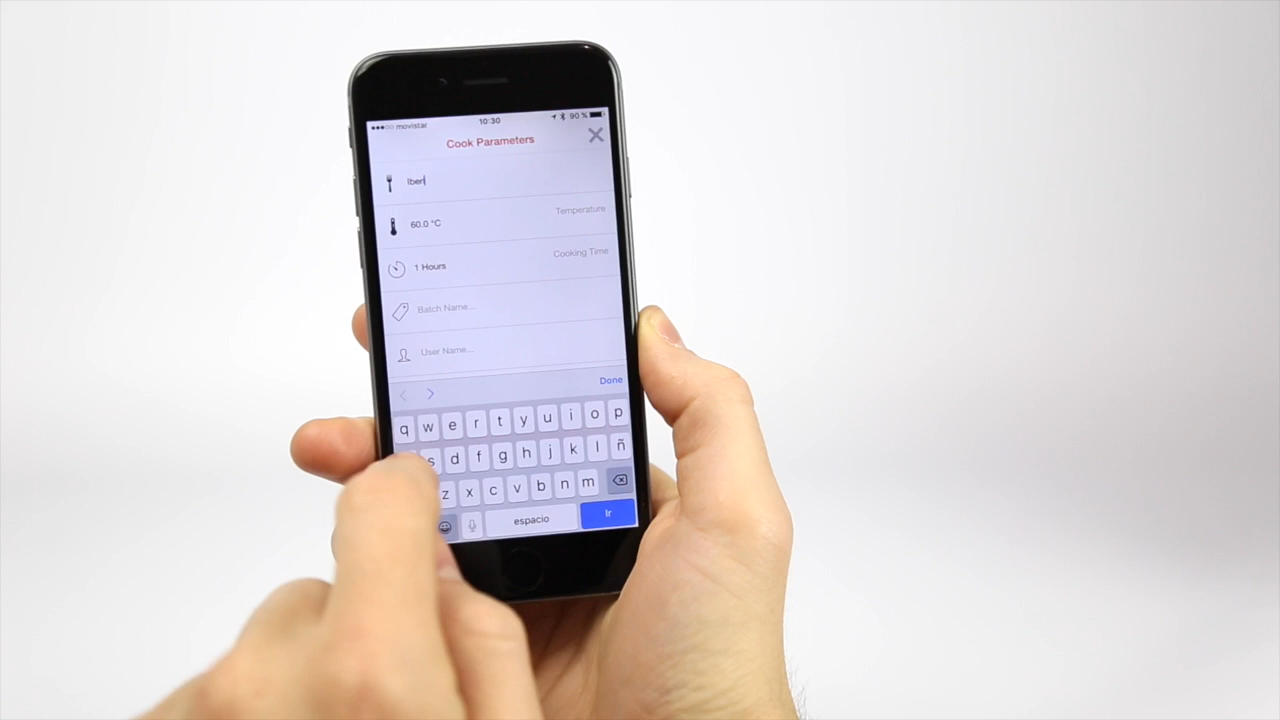 movistar 10:30 90 %
Cook Parameters
Iberi
60.0 °C Temperature
1 Hours Cooking Time
Batch Name...
User Name...
Done
q w e r t y u i o p
s d f g h j k l ñ
z x c v b n m
espacio Ir